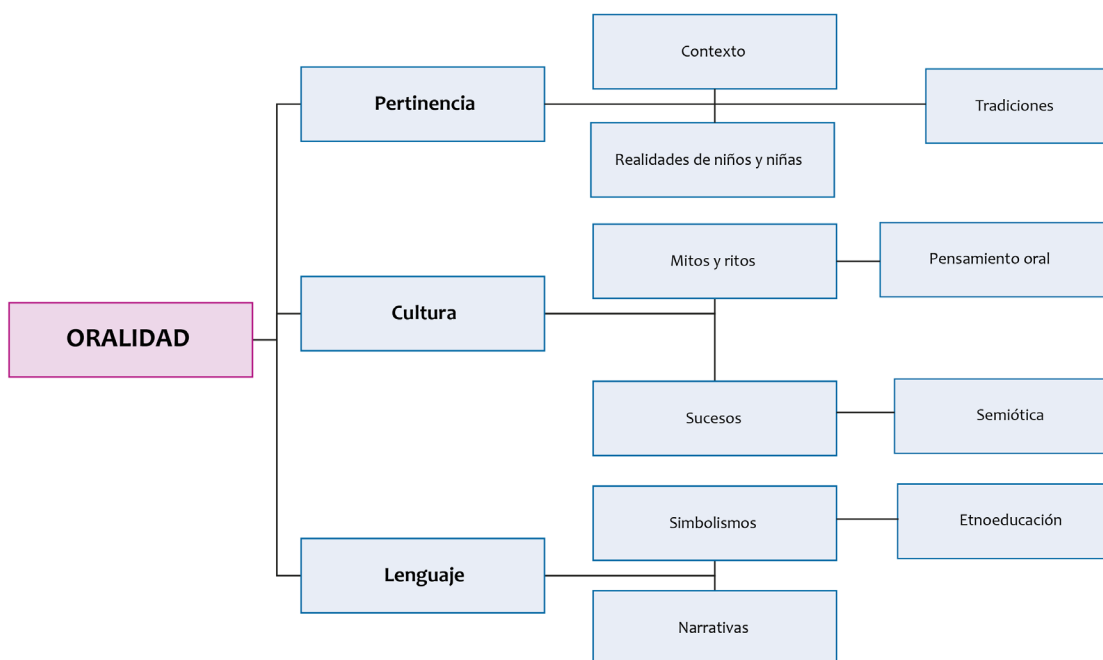 ORALIDAD
Pertinencia
Contexto
Realidades de niños y niñas
Tradiciones
Cultura
Mitos y ritos
Pensamiento oral
Sucesos
Semiótica
Lenguaje
Simbolismos
Etnoeducación
Narrativas